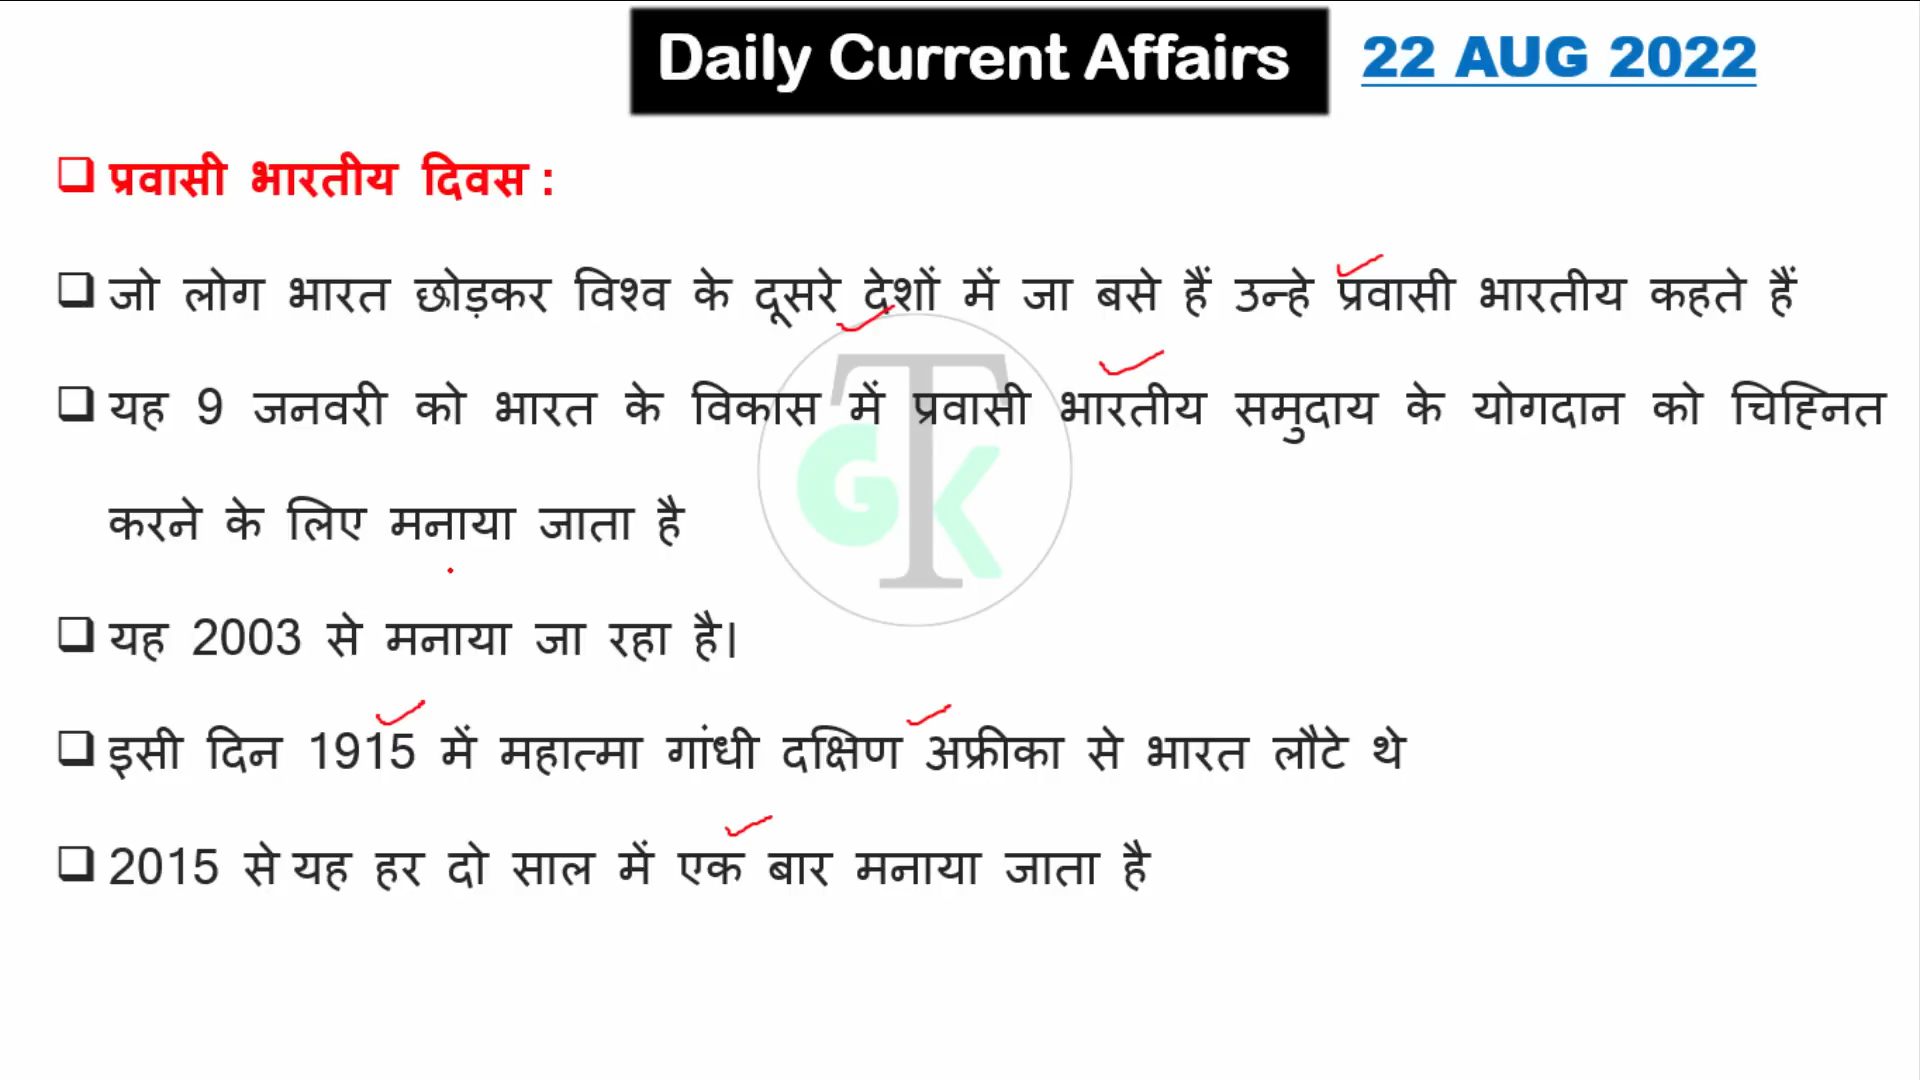 Daily Current Affairs 22 AUG 2022
प्रवासी भारतीय दिवस :
जो लोग भारत छोड़कर विश्व के दूसरे देशों में जा बसे हैं उन्हे प्रवासी भारतीय कहते हैं
यह 9 जनवरी को भारत के विकास में प्रवासी भारतीय समुदाय के योगदान को चिह्नित
करने के लिए मनाया जाता है
यह 2003 से मनाया जा रहा है।
इसी दिन 1915 में महात्मा गांधी दक्षिण अफ्रीका से भारत लौटे थे
2015 से यह हर दो साल में एक बार मनाया जाता है
GTK